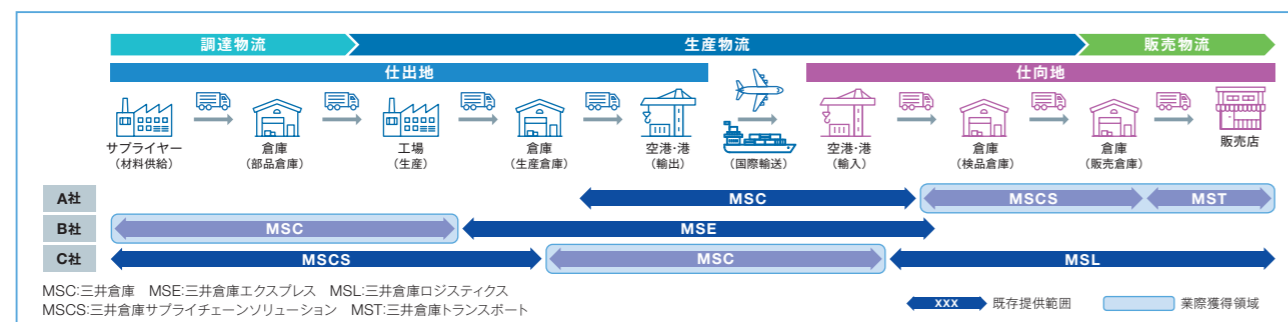 調達物流 生産物流 販売物流
仕出地 仕向地
サプライヤー 倉庫 工場 倉庫 空港・港 空港・港 倉庫 倉庫 販売店
（材料供給） （部品倉庫） （生産） （生産倉庫） （輸出） （国際輸送） （輸入） （検品倉庫） （販売倉庫）
A社 MSC MSCS MST
B社 MSC MSE
C社 MSCS MSC MSL
MSC:三井倉庫 MSE:三井倉庫エクスプレス MSL:三井倉庫ロジスティクス
MSCS:三井倉庫サプライチェーンソリューション MST:三井倉庫トランスポート
XXX 既存提供範囲 業際獲得領域